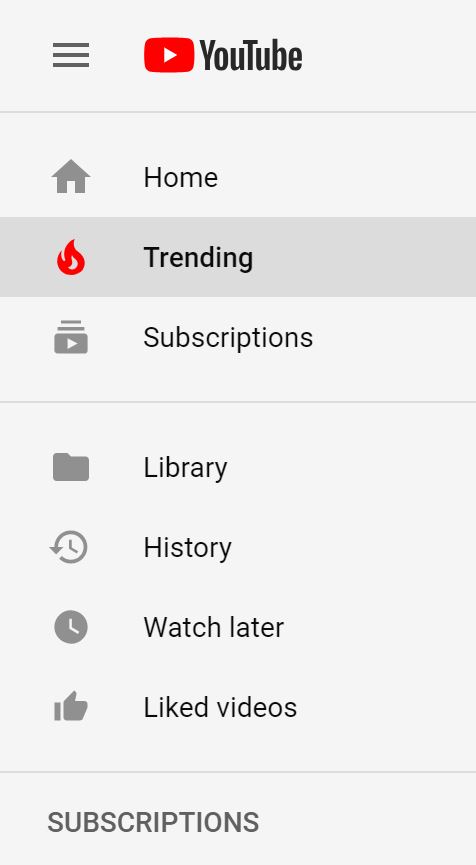 YouTube
Home
Trending
Subscriptions
Library
History
Watch later
Liked videos
SUBSCRIPTIONS